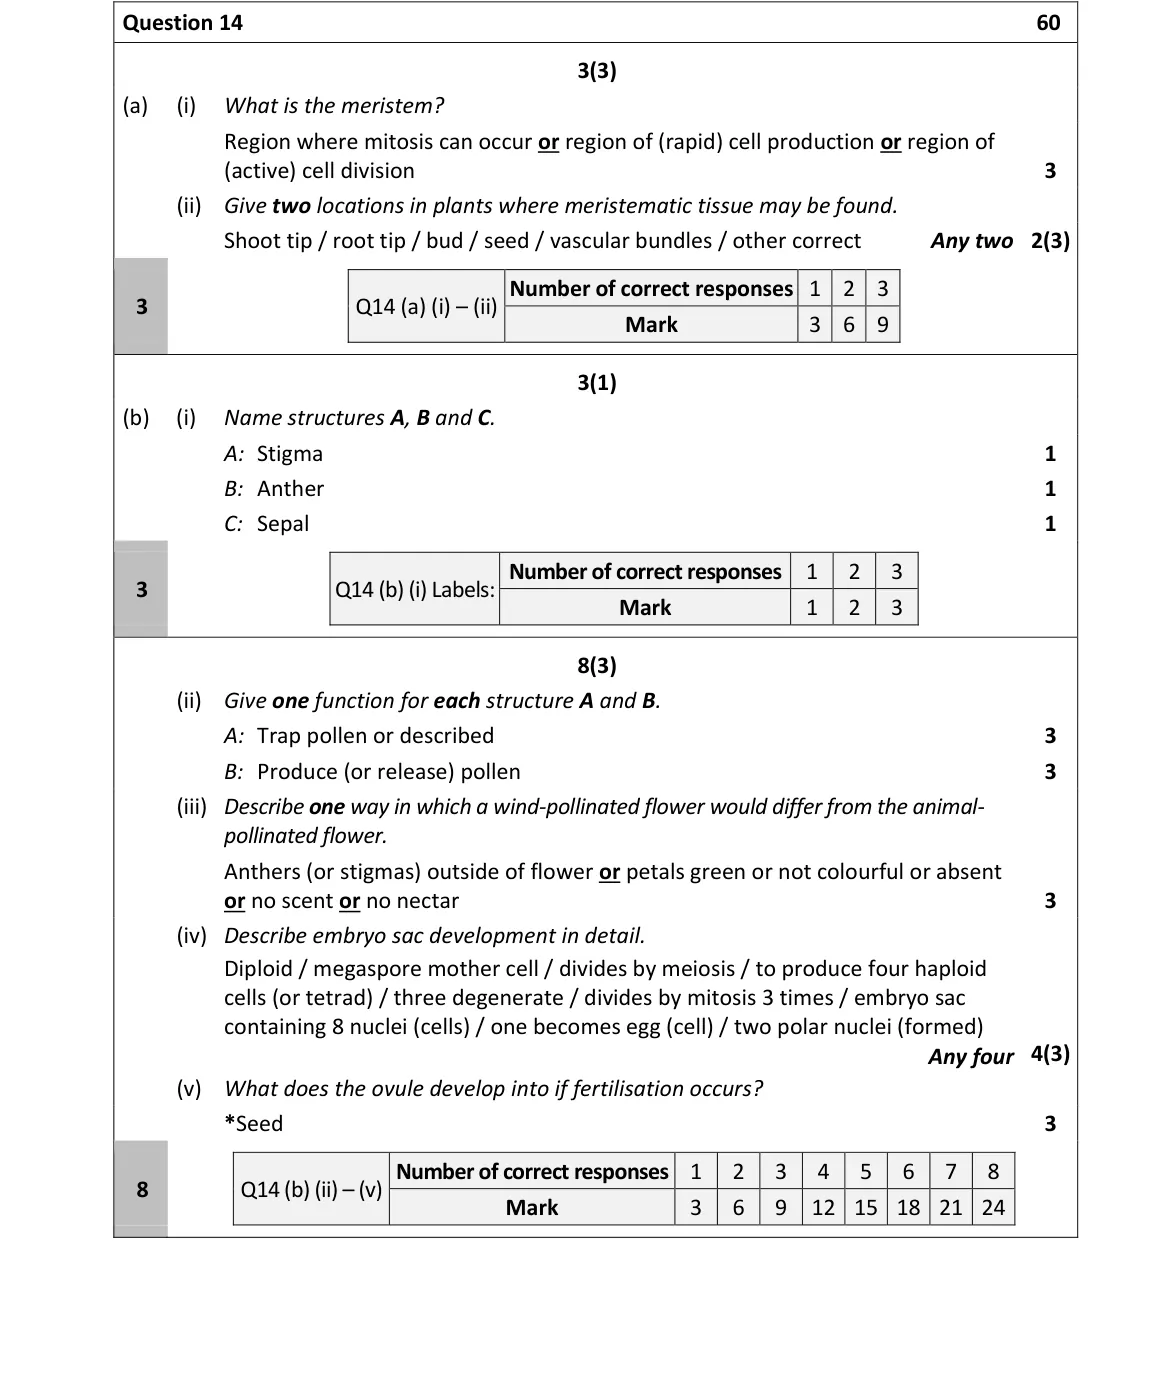 Question 14 60
3(3)
(a) (i) What is the meristem?
Region where mitosis can occur or region of (rapid) cell production or region of
(active) cell division 3
(ii) Give two locations in plants where meristematic tissue may be found.
Shoot tip / root tip / bud / seed / vascular bundles / other correct Any two 2(3)
3
Q14 (a) (i) – (ii)
Number of correct responses 1 2 3
Mark 3 6 9
3(1)
(b) (i) Name structures A, B and C.
A: Stigma 1
B: Anther 1
C: Sepal 1
3
Q14 (b) (i) Labels:
Number of correct responses 1 2 3
Mark 1 2 3
8(3)
(ii) Give one function for each structure A and B.
A: Trap pollen or described 3
B: Produce (or release) pollen 3
(iii) Describe one way in which a wind-pollinated flower would differ from the animal-
pollinated flower.
Anthers (or stigmas) outside of flower or petals green or not colourful or absent
or no scent or no nectar 3
(iv) Describe embryo sac development in detail.
Diploid / megaspore mother cell / divides by meiosis / to produce four haploid
cells (or tetrad) / three degenerate / divides by mitosis 3 times / embryo sac
containing 8 nuclei (cells) / one becomes egg (cell) / two polar nuclei (formed)
Any four 4(3)
(v) What does the ovule develop into if fertilisation occurs?
*Seed 3
8
Q14 (b) (ii) – (v)
Number of correct responses 1 2 3 4 5 6 7 8
Mark 3 6 9 12 15 18 21 24